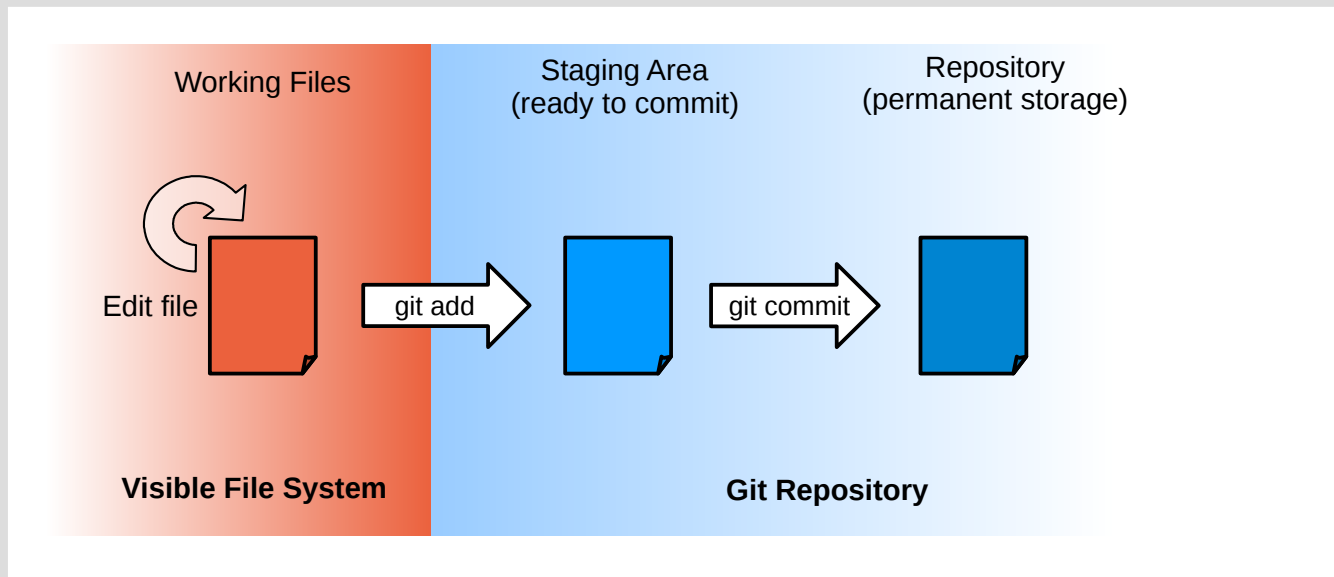 Working Files
Staging Area
(ready to commit)
Repository
(permanent storage)
Edit file
git add
git commit
Visible File System
Git Repository